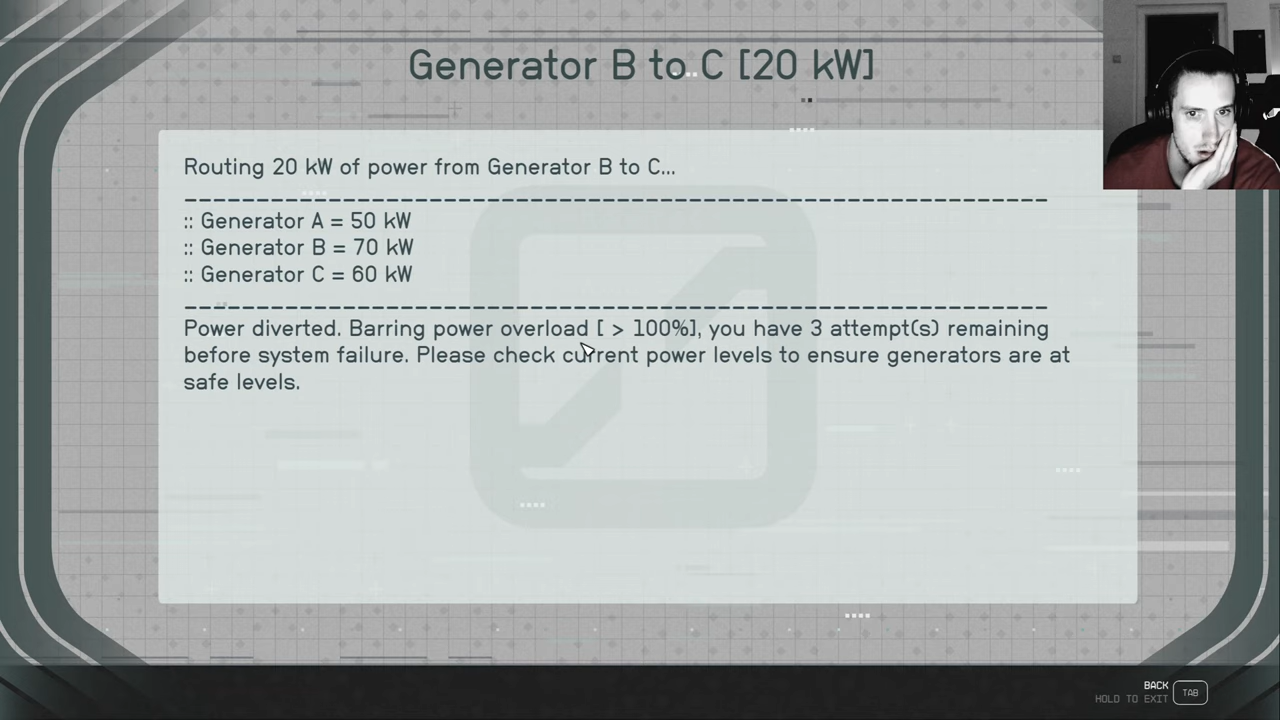 Generator B to C [20 kW]
Routing 20 kW of power from Generator B to C...
:: Generator A = 50 kW
:: Generator B = 70 kW
:: Generator C = 60 kW
Power diverted. Barring power overload [ > 100%], you have 3 attempt(s) remaining
before system failure. Please check current power levels to ensure generators are at
safe levels.
BACK
HOLD TO EXIT TAB